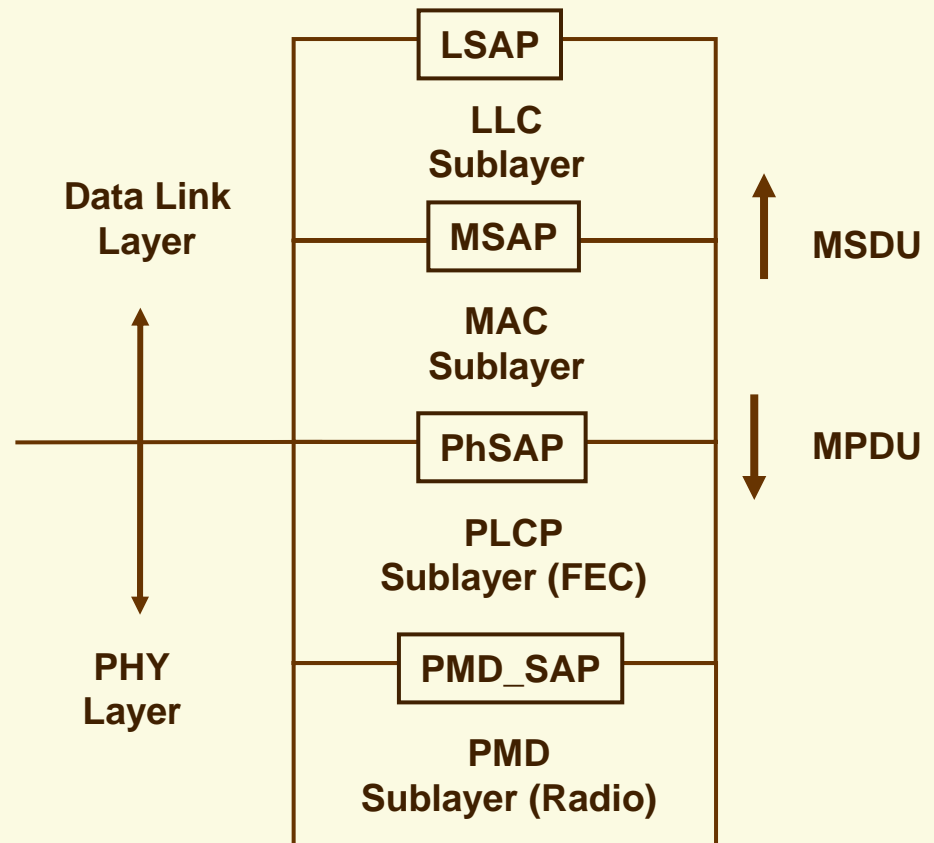 LSAP
LLC
Sublayer
Data Link
Layer
MSAP
MSDU
MAC
Sublayer
PhSAP
MPDU
PLCP
Sublayer (FEC)
PHY
Layer
PMD_SAP
PMD
Sublayer (Radio)